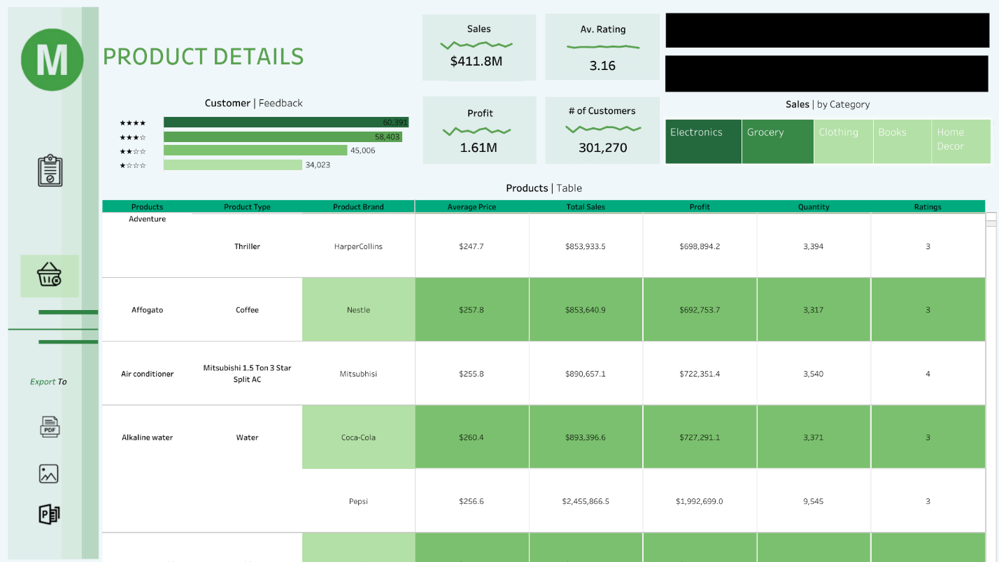 M
PRODUCT DETAILS
Sales
$411.8M
Av. Rating
3.16
Profit
1.61M
# of Customers
301,270
Customer | Feedback
★★★★ 60,391
★★★☆ 58,403
★★☆☆ 45,006
★☆☆☆ 34,023
Sales | by Category
Electronics Grocery Clothing Books Home
Decor
Products | Table
Products Product Type Product Brand Average Price Total Sales Profit Quantity Ratings
Adventure
Thriller HarperCollins $247.7 $853,933.5 $698,894.2 3,394 3
Affogato Coffee Nestle $257.8 $853,640.9 $692,753.7 3,317 3
Air conditioner Mitsubishi 1.5 Ton 3 Star
Split AC Mitsubhisi $255.8 $890,657.1 $722,351.4 3,540 4
Alkaline water Water Coca-Cola $260.4 $893,396.6 $727,291.1 3,371 3
Pepsi $256.6 $2,455,866.5 $1,992,699.0 9,545 3
Export To
PDF
P